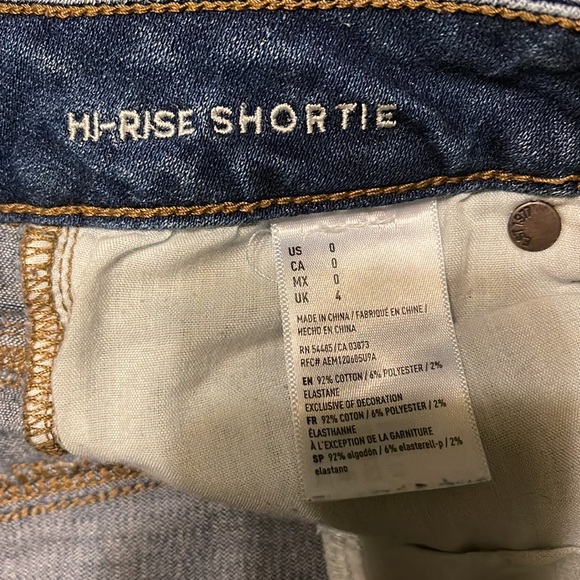 HI-RISE SHORTIE
US 0
CA 0
MX 0
UK 4
MADE IN CHINA / FABRIQUÉ EN CHINE /
HECHO EN CHINA
RN 54485 / CA 03873
RFC# AEM120605U9A
EN 92% COTTON / 6% POLYESTER / 2%
ELASTANE
EXCLUSIVE OF DECORATION
FR 92% COTON / 6% POLYESTER / 2%
ÉLASTHANNE
À L'EXCEPTION DE LA GARNITURE
SP 92% algodón / 6% elasterell-p / 2%
elastano